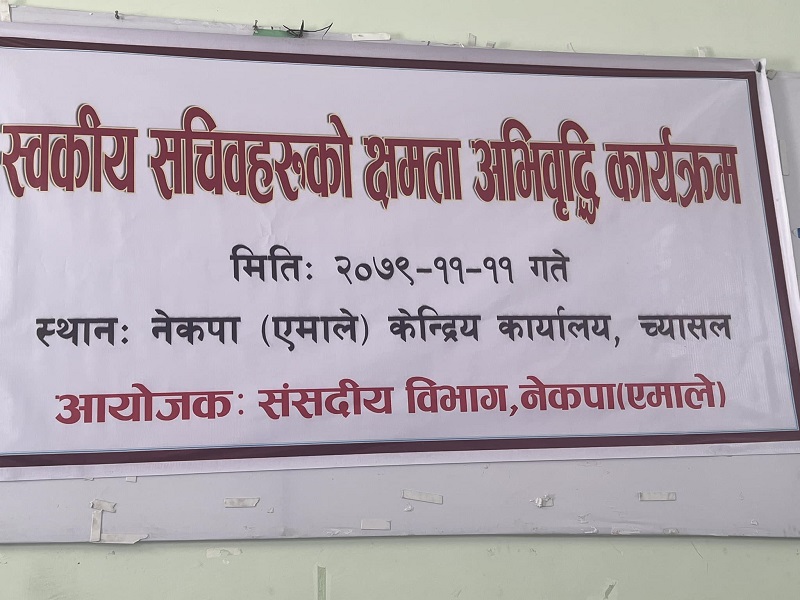 स्वकीय सचिवहरूको क्षमता अभिवृद्धि कार्यक्रम
मितिः २०७९-११-११ गते
स्थानः नेकपा (एमाले) केन्द्रिय कार्यालय, च्यासल
आयोजकः संसदीय विभाग,नेकपा(एमाले)